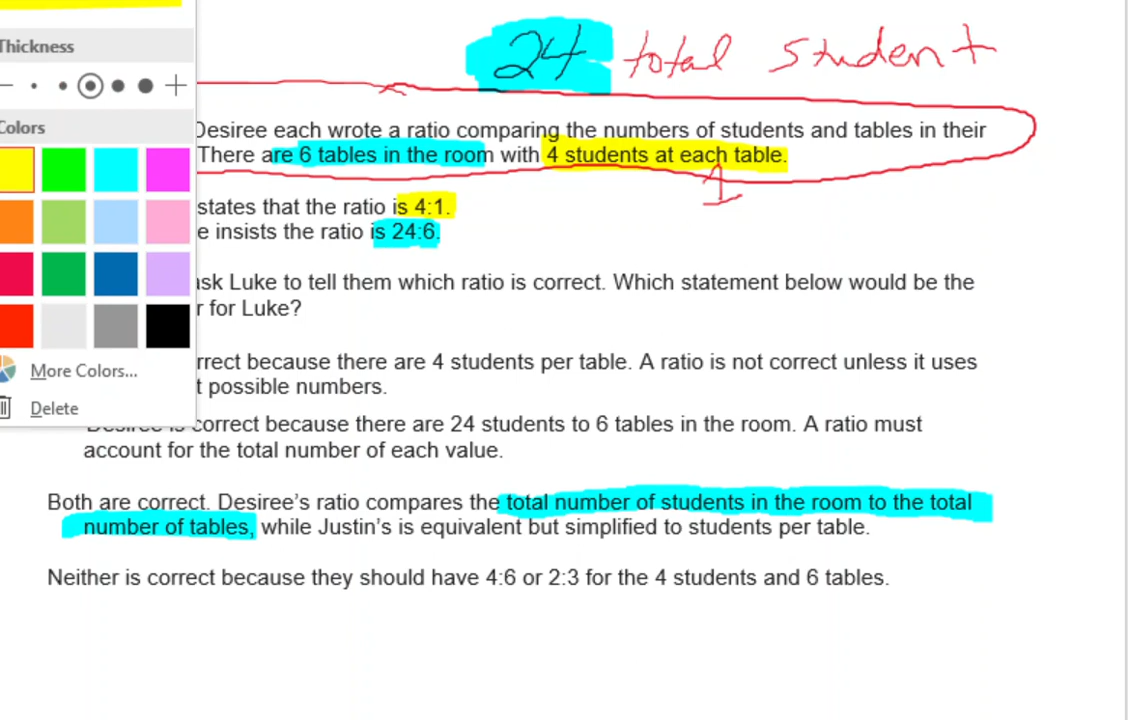 24 total student
Thickness
Colors
Desiree each wrote a ratio comparing the numbers of students and tables in their
There are 6 tables in the room with 4 students at each table.
1
states that the ratio is 4:1.
e insists the ratio is 24:6.
ask Luke to tell them which ratio is correct. Which statement below would be the
r for Luke?
rrect because there are 4 students per table. A ratio is not correct unless it uses
t possible numbers.
More Colors...
Delete
Desiree is correct because there are 24 students to 6 tables in the room. A ratio must
account for the total number of each value.
Both are correct. Desiree's ratio compares the total number of students in the room to the total
number of tables, while Justin's is equivalent but simplified to students per table.
Neither is correct because they should have 4:6 or 2:3 for the 4 students and 6 tables.